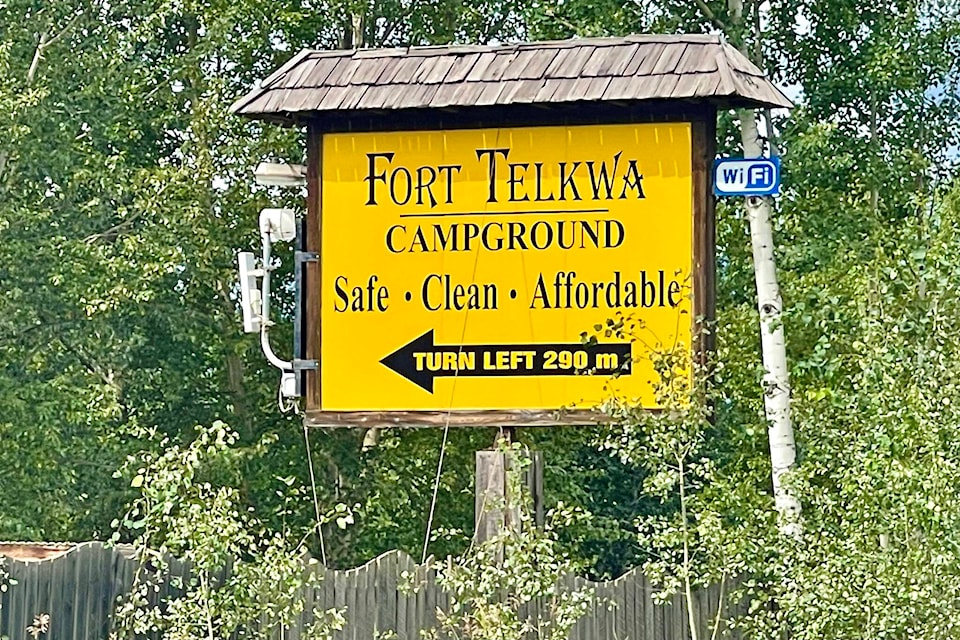 FORT TELKWA
CAMPGROUND
Safe • Clean • Affordable
TURN LEFT 290 m
WiFi